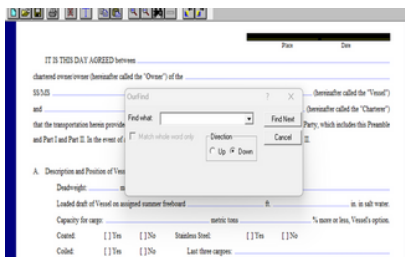 Place Date
IT IS THIS DAY AGREED between
chartered owner/owner (hereinafter called the "Owner") of the
SS/MS (hereinafter called the "Vessel")
and (hereinafter called the "Charterer")
that the transportation herein provide Party, which includes this Preamble
and Part I and Part II. In the event of II.
OurFind ? X
Find what: Find Next
Match whole word only Direction Cancel
Up Down
A. Description and Position of Vess
Deadweight:
Loaded draft of Vessel on assigned summer freeboard ft. in. in salt water.
Capacity for cargo: metric tons % more or less, Vessel's option.
Coated: [ ] Yes [ ] No Stainless Steel: [ ] Yes [ ] No
Coiled: [ ] Yes [ ] No Last three cargoes: